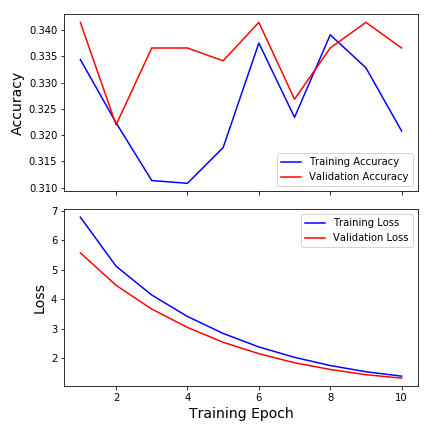 0.340
0.335
0.330
0.325
0.320
0.315
0.310
Accuracy
Training Accuracy
Validation Accuracy
7
6
5
4
3
2
Loss
Training Loss
Validation Loss
2 4 6 8 10
Training Epoch